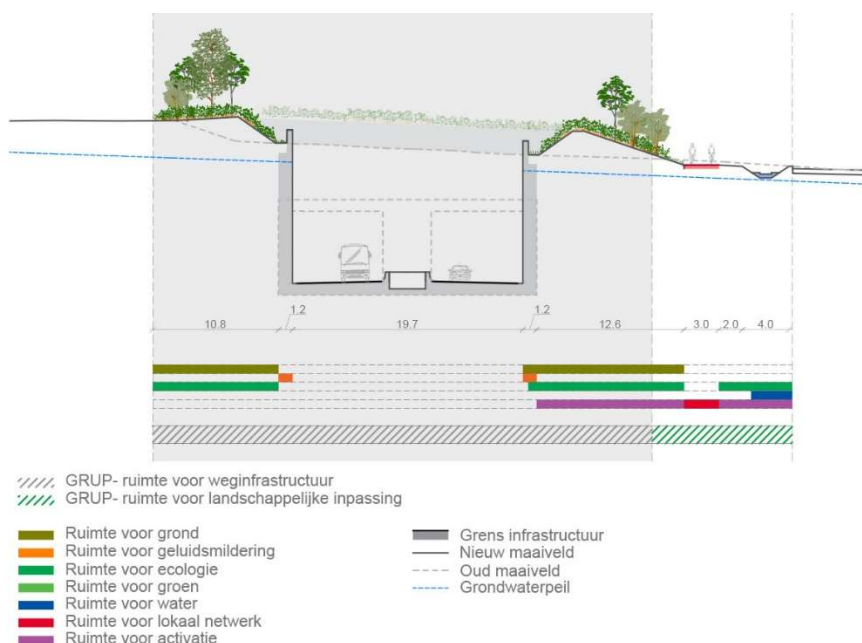 1.2 1.2
10.8 19.7 12.6 3.0 2.0 4.0
GRUP- ruimte voor weginfrastructuur
GRUP- ruimte voor landschappelijke inpassing
Ruimte voor grond
Ruimte voor geluidsmildering
Ruimte voor ecologie
Ruimte voor groen
Ruimte voor water
Ruimte voor lokaal netwerk
Ruimte voor activatie
Grens infrastructuur
Nieuw maaiveld
Oud maaiveld
Grondwaterpeil